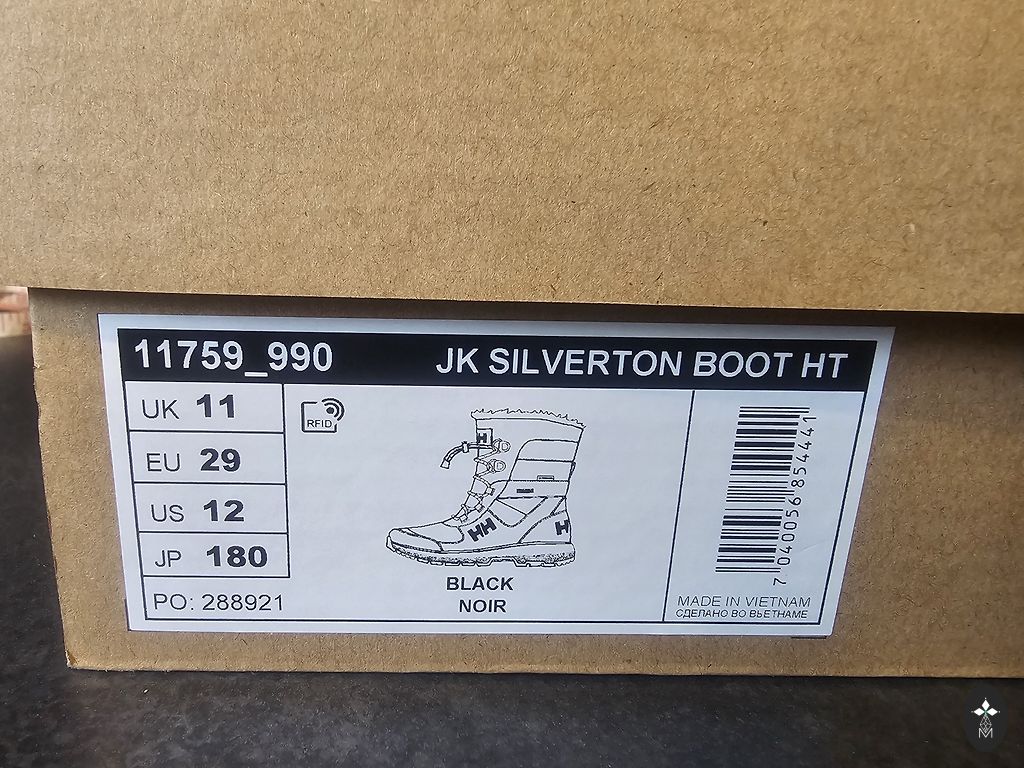 11759_990 JK SILVERTON BOOT HT
UK 11
EU 29
US 12
JP 180
PO: 288921
RFID
H
HH
H
BLACK
NOIR
7 040056 854441
MADE IN VIETNAM
СДЕЛАНО ВО ВЬЕТНАМЕ
M